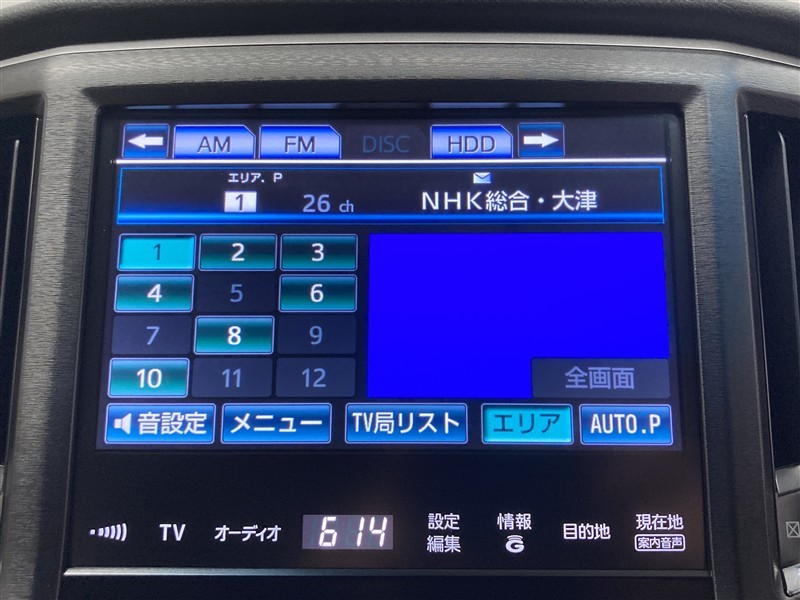 AM FM DISC HDD
エリア、P
1 26 ch NHK総合・大津
1 2 3
4 5 6
7 8 9
10 11 12
全画面
音設定 メニュー TV局リスト エリア AUTO.P
TV オーディオ 6:14 設定 編集 情報 G 目的地 現在地 案内音声